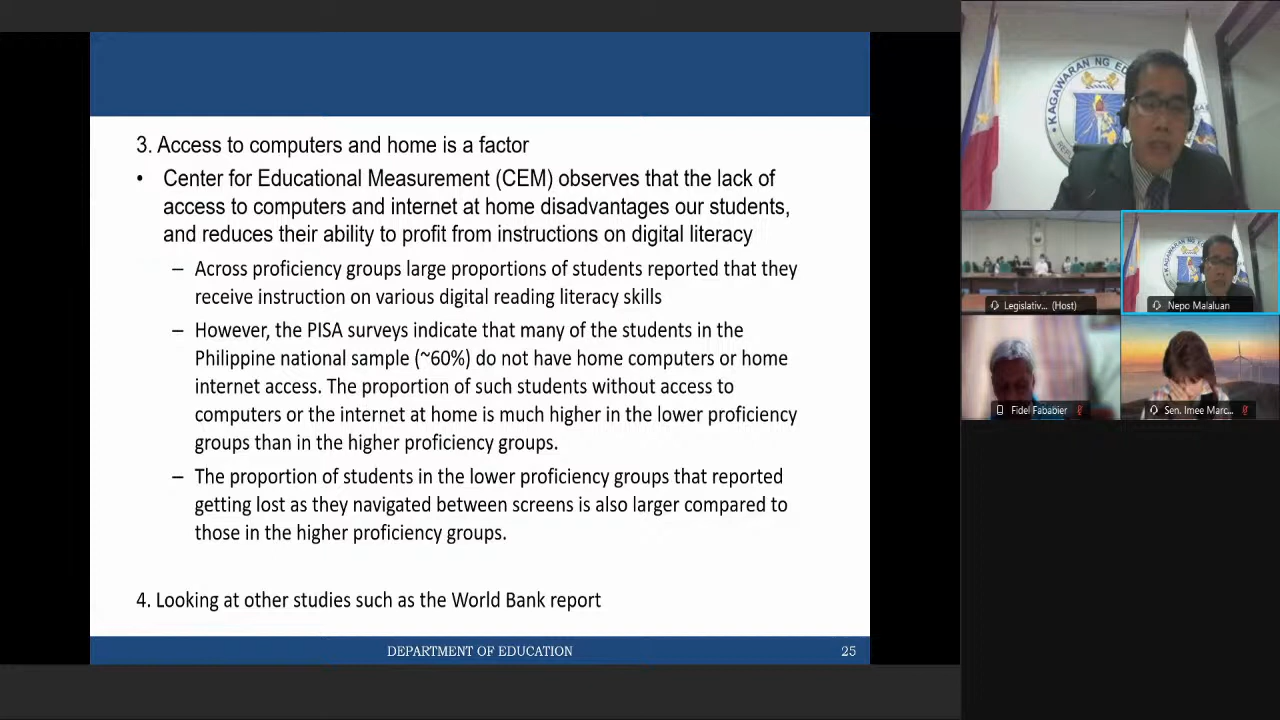 3. Access to computers and home is a factor
• Center for Educational Measurement (CEM) observes that the lack of
access to computers and internet at home disadvantages our students,
and reduces their ability to profit from instructions on digital literacy
– Across proficiency groups large proportions of students reported that they
receive instruction on various digital reading literacy skills
– However, the PISA surveys indicate that many of the students in the
Philippine national sample (~60%) do not have home computers or home
internet access. The proportion of such students without access to
computers or the internet at home is much higher in the lower proficiency
groups than in the higher proficiency groups.
– The proportion of students in the lower proficiency groups that reported
getting lost as they navigated between screens is also larger compared to
those in the higher proficiency groups.
4. Looking at other studies such as the World Bank report
DEPARTMENT OF EDUCATION
25
KAGAWARAN NG
Legislativ... (Host)
Nepo Malaluan
Fidel Fababier
Sen. Imee Marc...